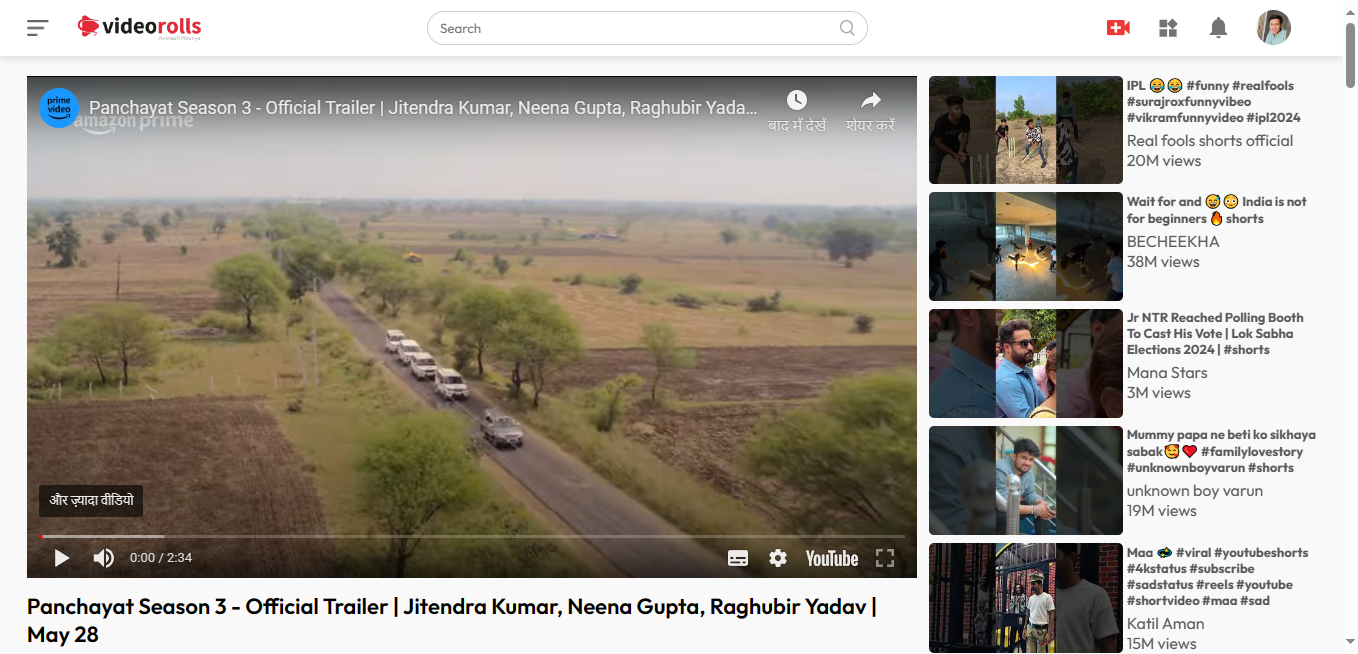 videorolls
AvinashMourya
Search
prime
video
Panchayat Season 3 - Official Trailer | Jitendra Kumar, Neena Gupta, Raghubir Yada...
amazon prime
बाद में देखें
शेयर करें
और ज़्यादा वीडियो
0:00 / 2:34
YouTube
Panchayat Season 3 - Official Trailer | Jitendra Kumar, Neena Gupta, Raghubir Yadav |
May 28
IPL 😂😂 #funny #realfools
#surajroxfunnyvibeo
#vikramfunnyvideo #ipl2024
Real fools shorts official
20M views
Wait for and 😅😳 India is not
for beginners 🔥 shorts
BECHEEKHA
38M views
Jr NTR Reached Polling Booth
To Cast His Vote | Lok Sabha
Elections 2024 | #shorts
Mana Stars
3M views
Mummy papa ne beti ko sikhaya
sabak🥰❤️ #familylovestory
#unknownboyvarun #shorts
unknown boy varun
19M views
Maa #viral #youtubeshorts
#4kstatus #subscribe
#sadstatus #reels #youtube
#shortvideo #maa #sad
Katil Aman
15M views